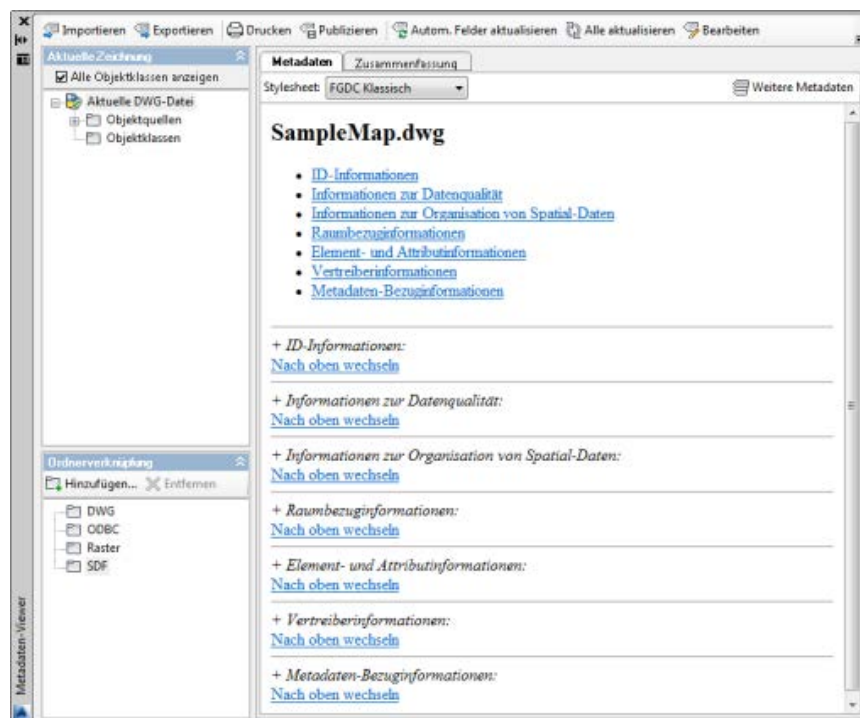 Importieren Exportieren Drucken Publizieren Autom. Felder aktualisieren Alle aktualisieren Bearbeiten
Aktuelle Zeichnung
Alle Objektklassen anzeigen
Aktuelle DWG-Datei
Objektquellen
Objektklassen
Ordnerverknüpfung
Hinzufügen... Entfernen
DWG
ODBC
Raster
SDF
Metadaten-Viewer
Metadaten Zusammenfassung
Stylesheet: FGDC Klassisch Weitere Metadaten
SampleMap.dwg
• ID-Informationen
• Informationen zur Datenqualität
• Informationen zur Organisation von Spatial-Daten
• Raumbezuginformationen
• Element- und Attributinformationen
• Vertreiberinformationen
• Metadaten-Bezuginformationen
+ ID-Informationen:
Nach oben wechseln
+ Informationen zur Datenqualität:
Nach oben wechseln
+ Informationen zur Organisation von Spatial-Daten:
Nach oben wechseln
+ Raumbezuginformationen:
Nach oben wechseln
+ Element- und Attributinformationen:
Nach oben wechseln
+ Vertreiberinformationen:
Nach oben wechseln
+ Metadaten-Bezuginformationen:
Nach oben wechseln